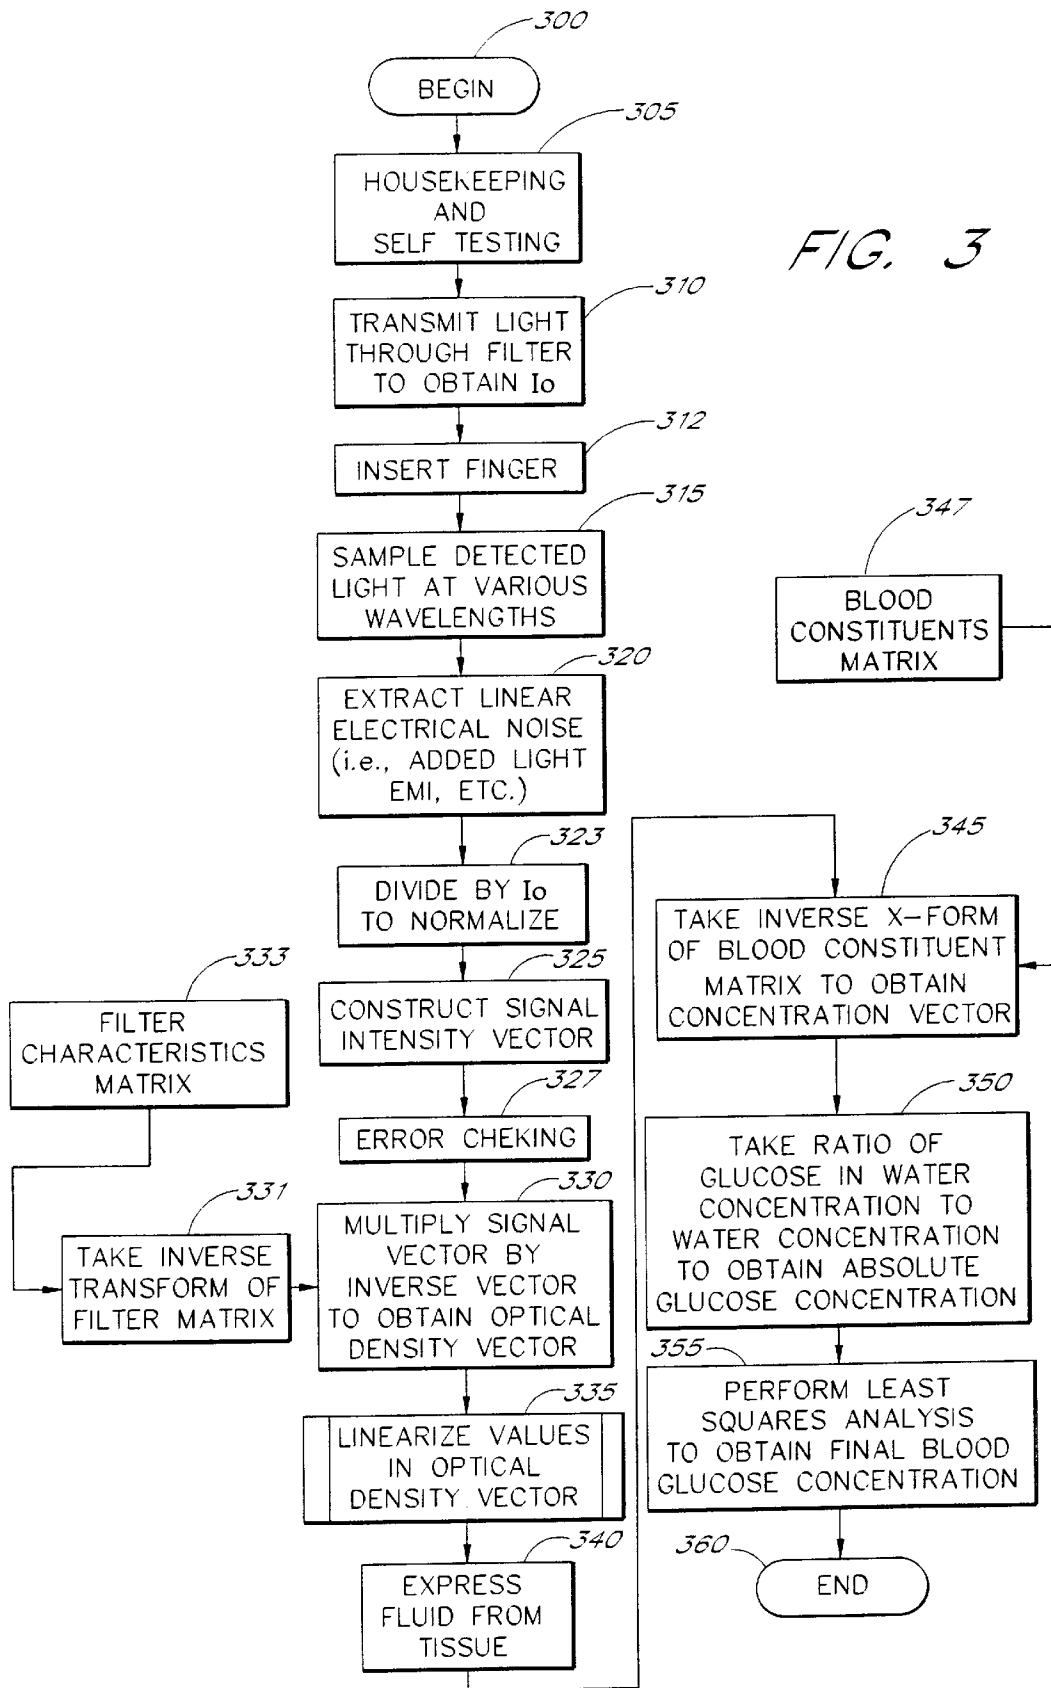 300
BEGIN
305
HOUSEKEEPING
AND
SELF TESTING
FIG. 3
310
TRANSMIT LIGHT
THROUGH FILTER
TO OBTAIN Io
312
INSERT FINGER
315
SAMPLE DETECTED
LIGHT AT VARIOUS
WAVELENGTHS
320
EXTRACT LINEAR
ELECTRICAL NOISE
(i.e., ADDED LIGHT
EMI, ETC.)
323
DIVIDE BY Io
TO NORMALIZE
325
CONSTRUCT SIGNAL
INTENSITY VECTOR
327
ERROR CHEKING
333
FILTER
CHARACTERISTICS
MATRIX
331
TAKE INVERSE
TRANSFORM OF
FILTER MATRIX
330
MULTIPLY SIGNAL
VECTOR BY
INVERSE VECTOR
TO OBTAIN OPTICAL
DENSITY VECTOR
335
LINEARIZE VALUES
IN OPTICAL
DENSITY VECTOR
340
EXPRESS
FLUID FROM
TISSUE
347
BLOOD
CONSTITUENTS
MATRIX
345
TAKE INVERSE X-FORM
OF BLOOD CONSTITUENT
MATRIX TO OBTAIN
CONCENTRATION VECTOR
350
TAKE RATIO OF
GLUCOSE IN WATER
CONCENTRATION TO
WATER CONCENTRATION
TO OBTAIN ABSOLUTE
GLUCOSE CONCENTRATION
355
PERFORM LEAST
SQUARES ANALYSIS
TO OBTAIN FINAL BLOOD
GLUCOSE CONCENTRATION
360
END